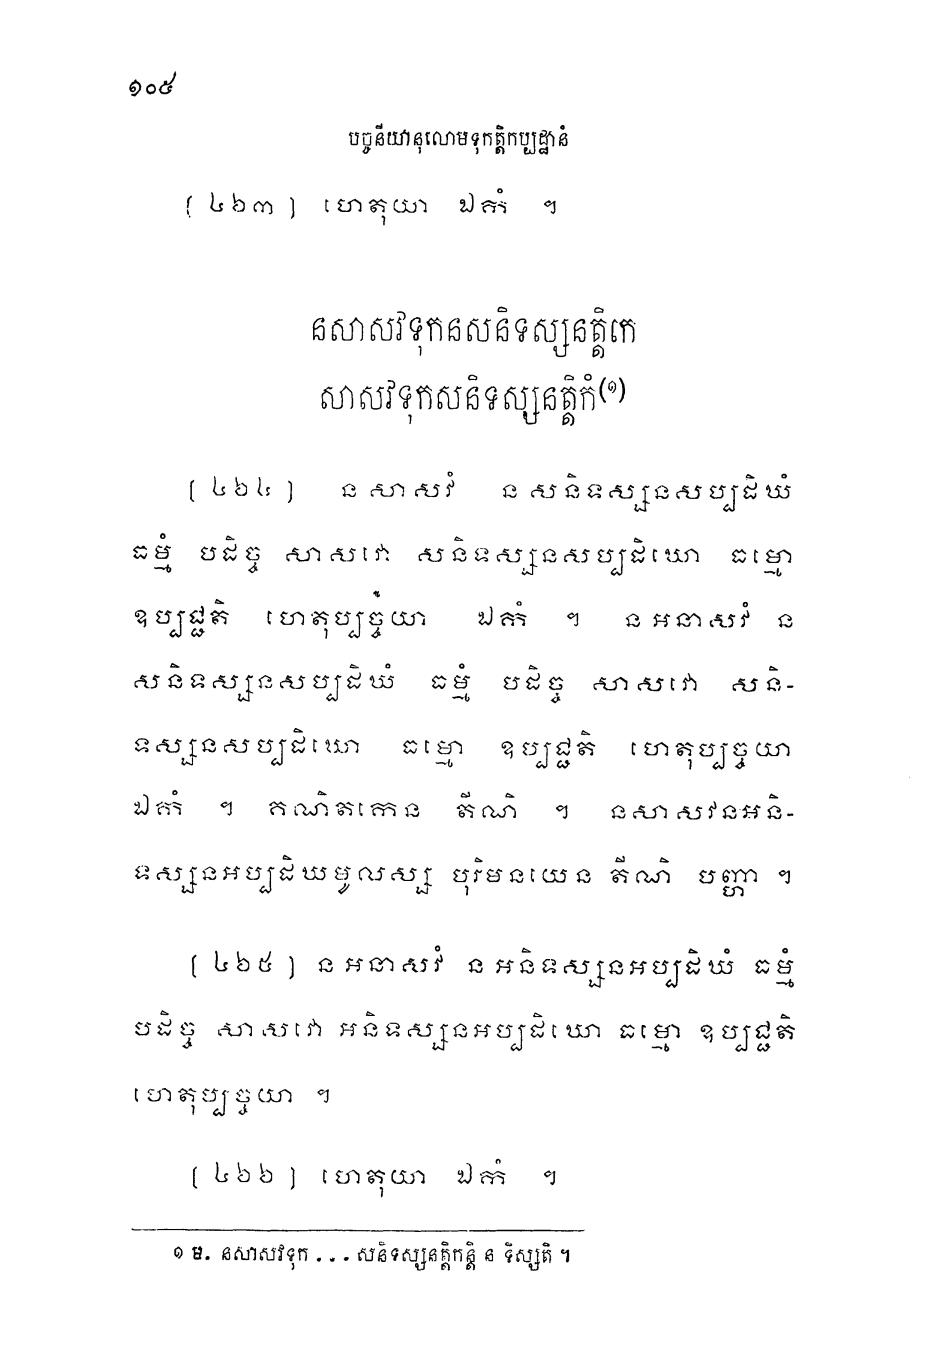 ១០៥
បច្ចនីយានុលោមទុកត្តិកប្បដ្ឋានំ
(៤៦៣) ហេតុយា ឯកំ ។
នសាសវទុកនសនិទស្សនត្តិកេ
សាសវទុកសនិទស្សនត្តិកំ(១)
(៤៦៤) ន សាសវំ ន សនិទស្សនសប្បដិឃំ
ធម្មំ បដិច្ច សាសវោ សនិទស្សនសប្បដិឃោ ធម្មោ
ឧប្បជ្ជតិ ហេតុប្បច្ច័យា ឯកំ ។ ន អនាសវំ ន
សនិទស្សនសប្បដិឃំ ធម្មំ បដិច្ច សាសវោ សនិ-
ទស្សនសប្បដិឃោ ធម្មោ ឧប្បជ្ជតិ ហេតុប្បច្ចយា
ឯកំ ។ គណិតកេន តីណិ ។ នសាសវនអនិ-
ទស្សនអប្បដិឃមូលស្ស បុរិមនយេន តីណិ បញ្ហា ។
(៤៦៥) ន អនាសវំ ន អនិទស្សនអប្បដិឃំ ធម្មំ
បដិច្ច សាសវោ អនិទស្សនអប្បដិឃោ ធម្មោ ឧប្បជ្ជតិ
ហេតុប្បច្ចយា ។
(៤៦៦) ហេតុយា ឯកំ ។
១ ម. នសាសវទុក . . . សនិទស្សនត្តិកន្តិ ន ទិស្សតិ ។